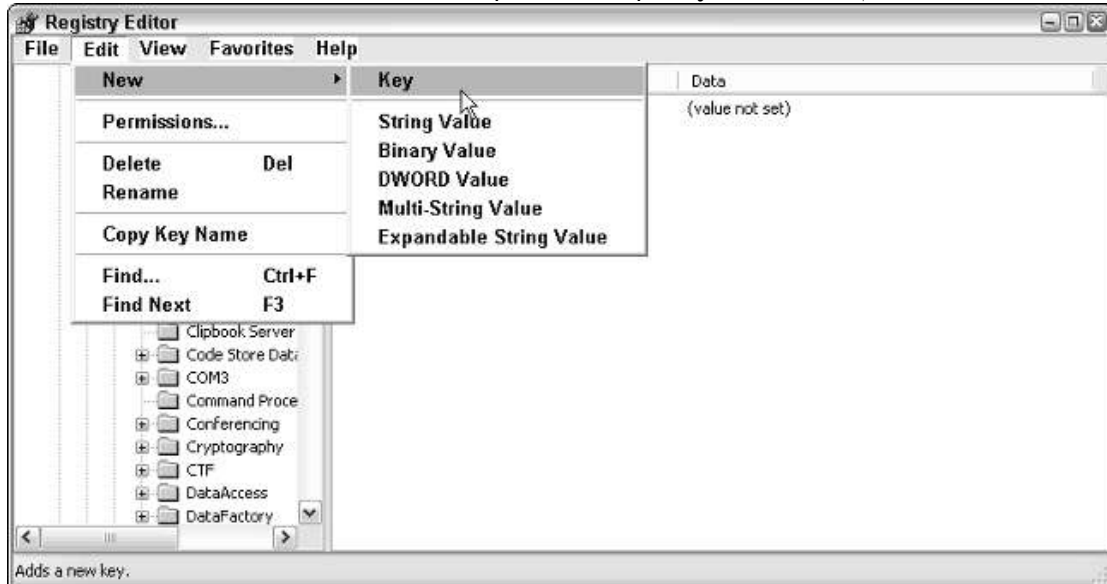 Registry Editor
File Edit View Favorites Help
New
Key
Data
Permissions...
String Value
(value not set)
Binary Value
Delete Del
DWORD Value
Rename
Multi-String Value
Copy Key Name
Expandable String Value
Find... Ctrl+F
Find Next F3
Clipbook Server
Code Store Data
COM3
Command Proce
Conferencing
Cryptography
CTF
DataAccess
DataFactory
Adds a new key.